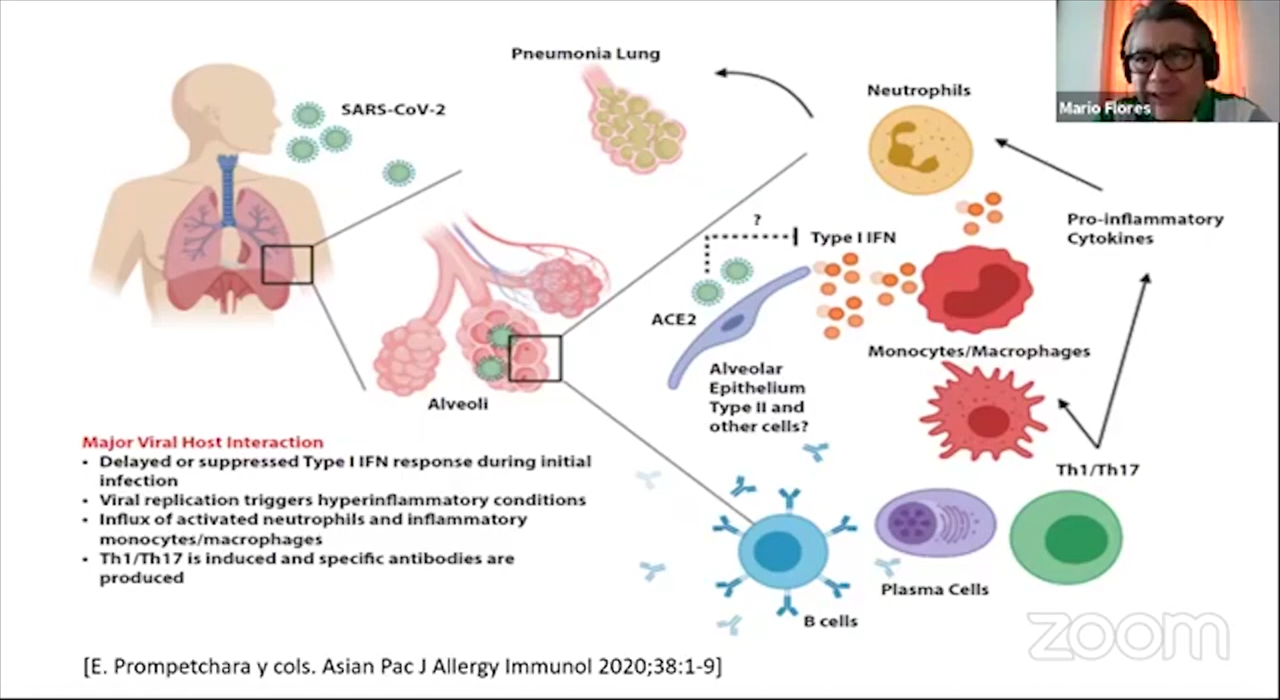 Pneumonia Lung
SARS-CoV-2
Neutrophils
Mario Flores
Pro-inflammatory
Cytokines
?
Type I IFN
ACE2
Monocytes/Macrophages
Alveolar
Epithelium
Type II and
other cells?
Alveoli
Th1/Th17
Major Viral Host Interaction
• Delayed or suppressed Type I IFN response during initial
infection
• Viral replication triggers hyperinflammatory conditions
• Influx of activated neutrophils and inflammatory
monocytes/macrophages
• Th1/Th17 is induced and specific antibodies are
produced
Plasma Cells
B cells
zoom
[E. Prompetchara y cols. Asian Pac J Allergy Immunol 2020;38:1-9]